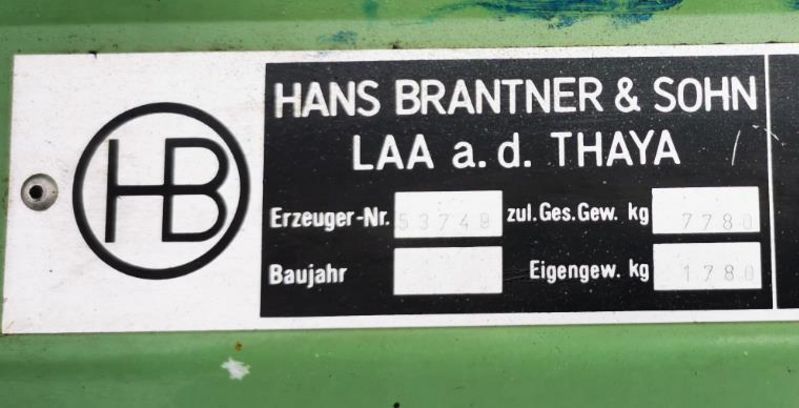 HB
HANS BRANTNER & SOHN
LAA a.d. THAYA
Erzeuger-Nr. 53749 zul.Ges.Gew. kg 7780
Baujahr Eigengew. kg 1780